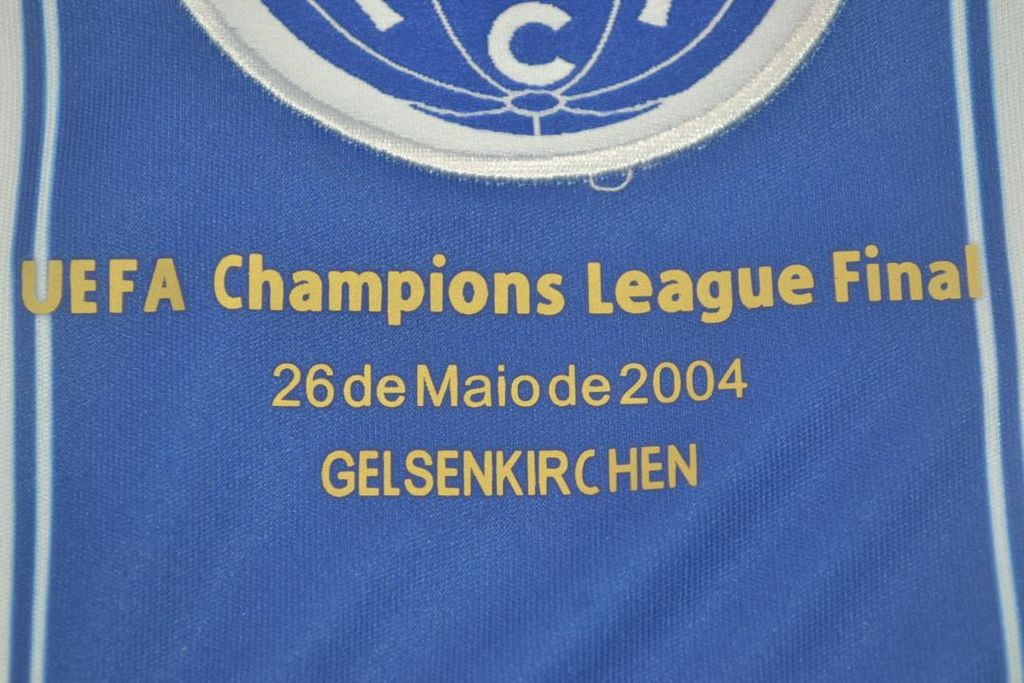 C
UEFA Champions League Final
26 de Maio de 2004
GELSENKIRCHEN